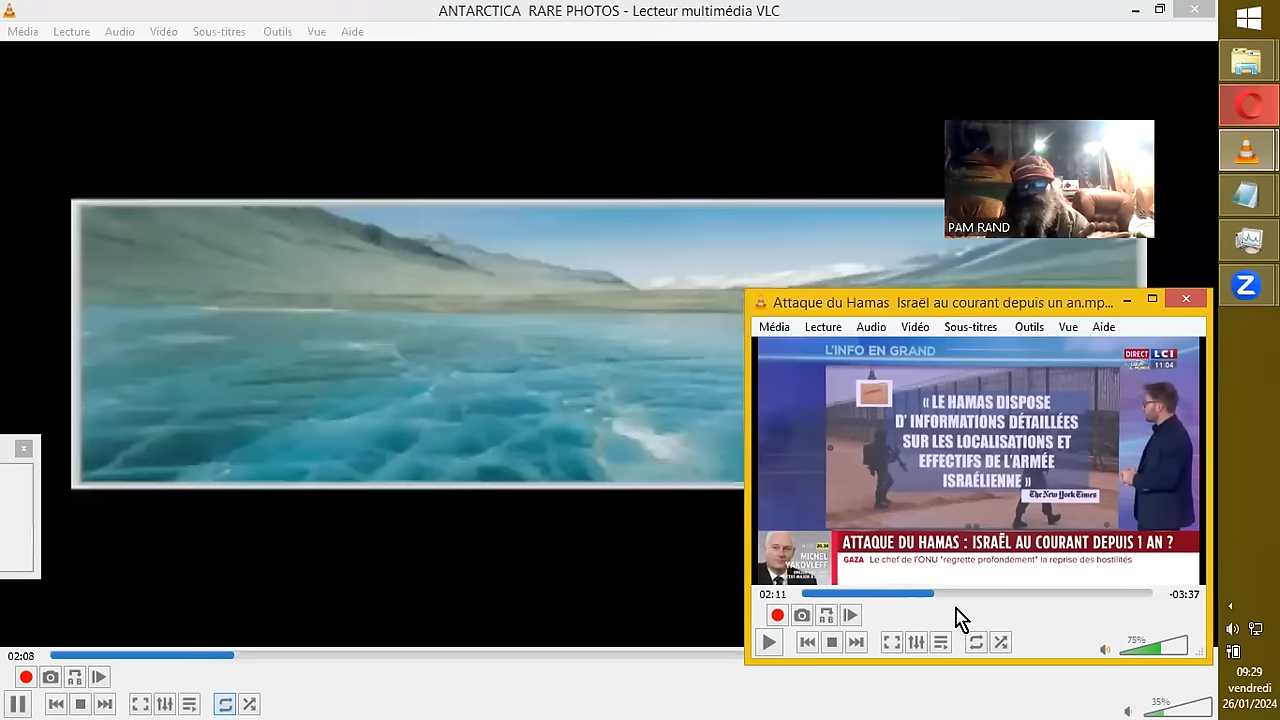 ANTARCTICA RARE PHOTOS - Lecteur multimédia VLC
Média Lecture Audio Vidéo Sous-titres Outils Vue Aide
PAM RAND
Attaque du Hamas Israël au courant depuis un an.mp...
Média Lecture Audio Vidéo Sous-titres Outils Vue Aide
L'INFO EN GRAND
DIRECT LCI
11:04
« LE HAMAS DISPOSE
D' INFORMATIONS DÉTAILLÉES
SUR LES LOCALISATIONS ET
EFFECTIFS DE L'ARMÉE
ISRAÉLIENNE »
The New York Times
20.30
MICHEL
YAKOVLEFF
ATTAQUE DU HAMAS : ISRAËL AU COURANT DEPUIS 1 AN ?
GAZA Le chef de l'ONU "regrette profondément" la reprise des hostilités
02:11
-03:37
75%
02:08
35%
09:29
vendredi
26/01/2024